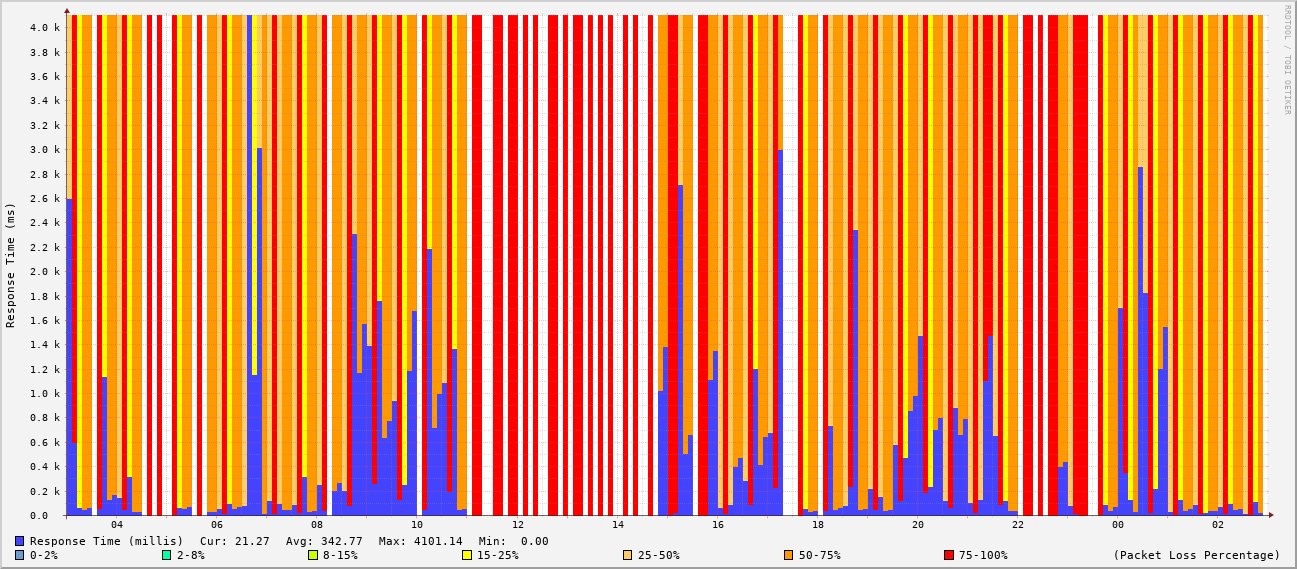 4.0 k
3.8 k
3.6 k
3.4 k
3.2 k
3.0 k
2.8 k
2.6 k
2.4 k
2.2 k
2.0 k
1.8 k
1.6 k
1.4 k
1.2 k
1.0 k
0.8 k
0.6 k
0.4 k
0.2 k
0.0
Response Time (ms)
RRDTOOL / TOBI OETIKER
04 06 08 10 12 14 16 18 20 22 00 02
Response Time (millis) Cur: 21.27 Avg: 342.77 Max: 4101.14 Min: 0.00
0-2% 2-8% 8-15% 15-25% 25-50% 50-75% 75-100% (Packet Loss Percentage)